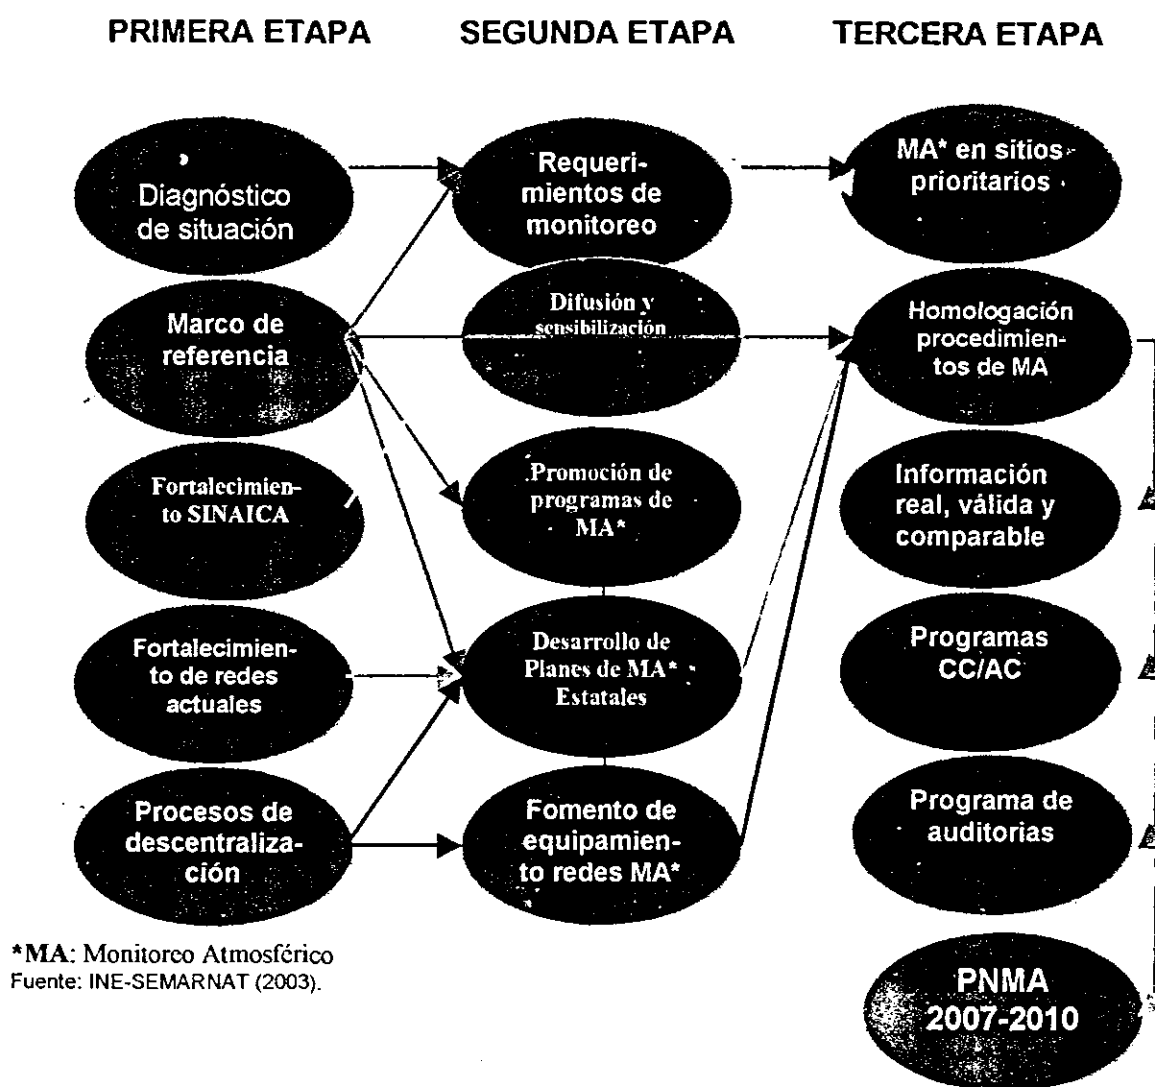 PRIMERA ETAPA
SEGUNDA ETAPA
TERCERA ETAPA
Diagnóstico
de situación
Marco de
referencia
Fortalecimien-
to SINAICA
Fortalecimien-
to de redes
actuales
Procesos de
descentraliza-
ción
Requeri-
mientos de
monitoreo
Difusión y
sensibilización
Promoción de
programas de
MA*
Desarrollo de
Planes de MA*
Estatales
Fomento de
equipamien-
to redes MA*
MA* en sitios
prioritarios
Homologación
procedimien-
tos de MA
Información
real, válida y
comparable
Programas
CC/AC
Programa de
auditorias
PNMA
2007-2010
*MA: Monitoreo Atmosférico
Fuente: INE-SEMARNAT (2003).